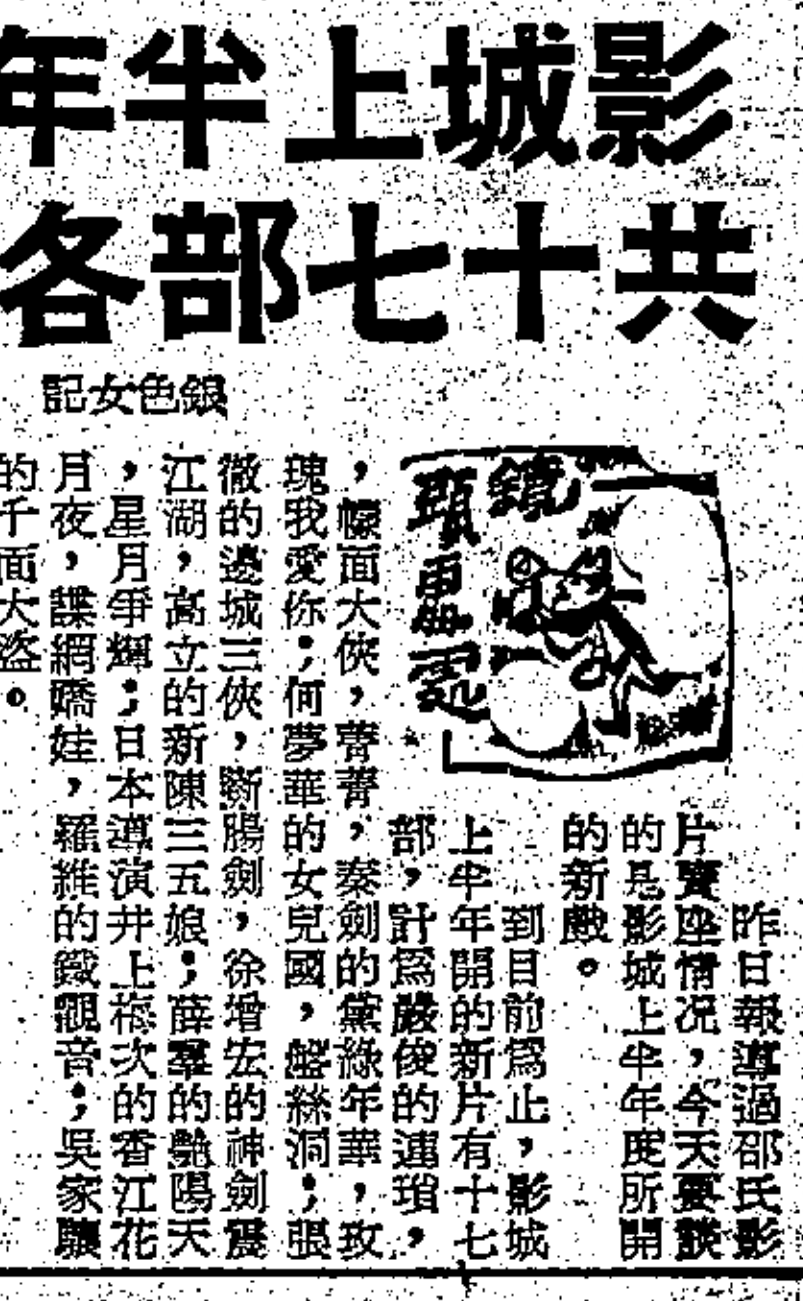 影城上半年
共十七部各
銀色女記
鏡頭
昨日報導過邵氏影
片賣座情况，今天要談
的是影城上半年度所開
的新戲。
到目前爲止，影城
上半年開的新片有十七
部，計爲嚴俊的連瑣，
，幪面大俠，菁菁，秦劍的黛綠年華，玫
瑰我愛你；何夢華的女兒國，盤絲洞；張
徹的邊城三俠，斷腸劍，徐增宏的神劍震
江湖，高立的新陳三五娘；薛羣的艷陽天
，星月爭輝；日本導演井上梅次的香江花
月夜，諜網嬌娃，羅維的鐵觀音；吳家驤
的千面大盜。